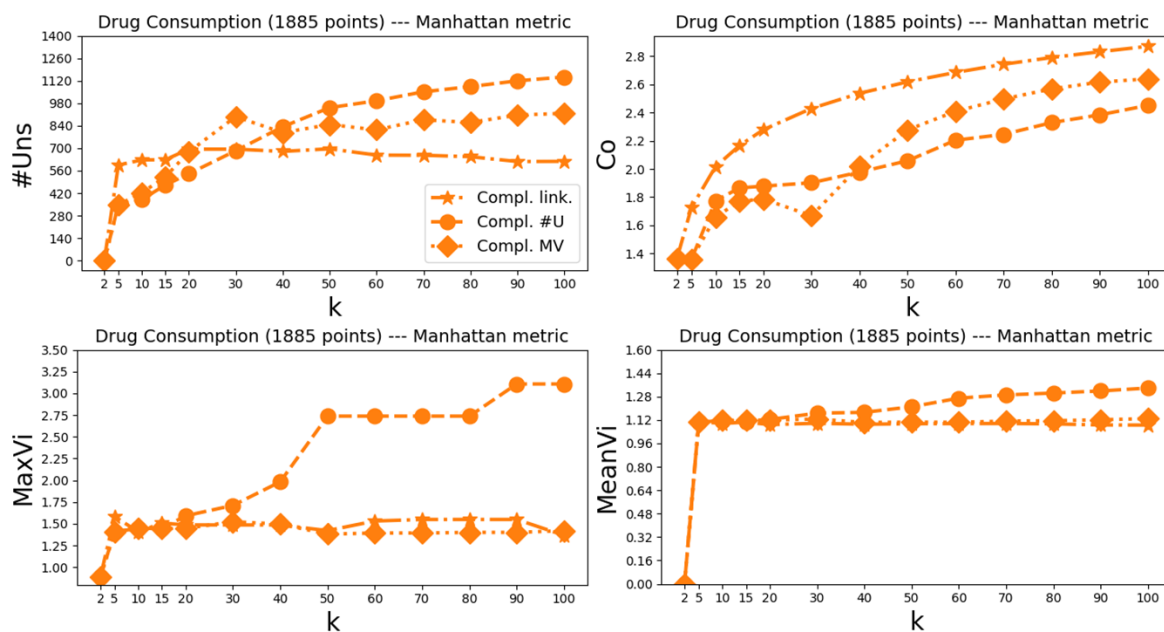 Drug Consumption (1885 points) --- Manhattan metric
#Uns
1400
1260
1120
980
840
700
560
420
280
140
0
2 5 10 15 20 30 40 50 60 70 80 90 100
k
Compl. link.
Compl. #U
Compl. MV
Drug Consumption (1885 points) --- Manhattan metric
Co
2.8
2.6
2.4
2.2
2.0
1.8
1.6
1.4
2 5 10 15 20 30 40 50 60 70 80 90 100
k
Drug Consumption (1885 points) --- Manhattan metric
MaxVi
3.50
3.25
3.00
2.75
2.50
2.25
2.00
1.75
1.50
1.25
1.00
2 5 10 15 20 30 40 50 60 70 80 90 100
k
Drug Consumption (1885 points) --- Manhattan metric
MeanVi
1.60
1.44
1.28
1.12
0.96
0.80
0.64
0.48
0.32
0.16
0.00
2 5 10 15 20 30 40 50 60 70 80 90 100
k